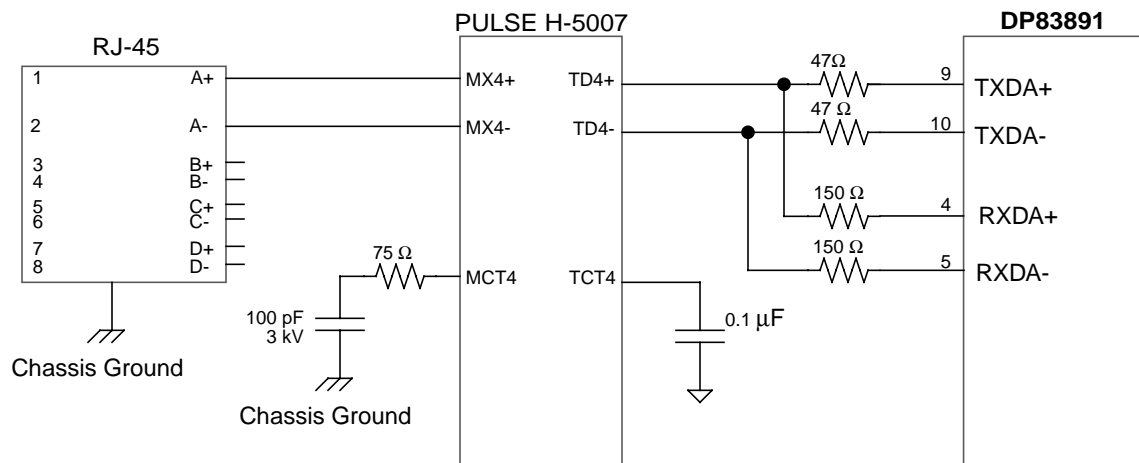 RJ-45
PULSE H-5007
DP83891
1 A+
2 A-
3 B+
4 B-
5 C+
6 C-
7 D+
8 D-
Chassis Ground
MX4+
MX4-
MCT4
TD4+
TD4-
TCT4
75 Ω
100 pF
3 kV
Chassis Ground
0.1 μF
47Ω
47 Ω
150 Ω
150 Ω
9 TXDA+
10 TXDA-
4 RXDA+
5 RXDA-